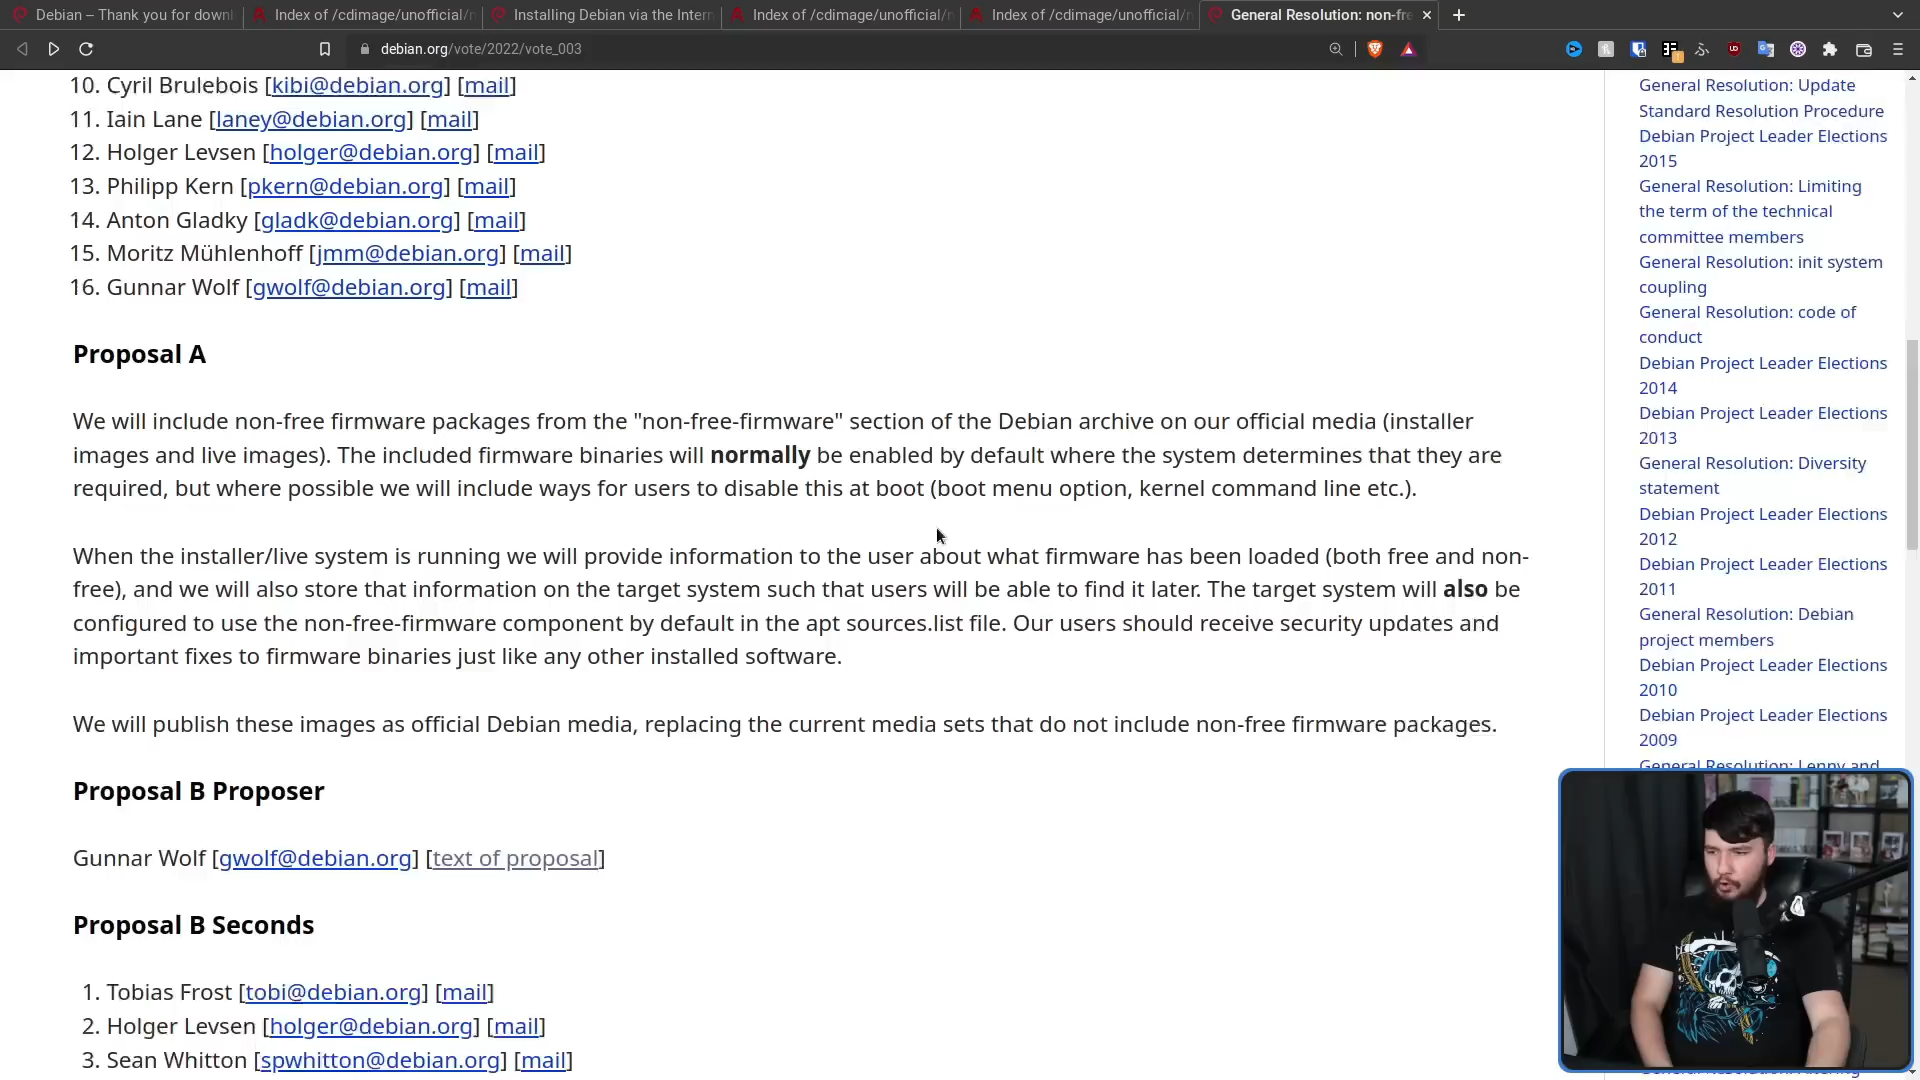 Debian – Thank you for downl
Index of /cdimage/unofficial/n
Installing Debian via the Intern
Index of /cdimage/unofficial/n
Index of /cdimage/unofficial/n
General Resolution: non-fre
debian.org/vote/2022/vote_003
10. Cyril Brulebois [kibi@debian.org] [mail]
11. Iain Lane [laney@debian.org] [mail]
12. Holger Levsen [holger@debian.org] [mail]
13. Philipp Kern [pkern@debian.org] [mail]
14. Anton Gladky [gladk@debian.org] [mail]
15. Moritz Mühlenhoff [jmm@debian.org] [mail]
16. Gunnar Wolf [gwolf@debian.org] [mail]
Proposal A
We will include non-free firmware packages from the "non-free-firmware" section of the Debian archive on our official media (installer
images and live images). The included firmware binaries will normally be enabled by default where the system determines that they are
required, but where possible we will include ways for users to disable this at boot (boot menu option, kernel command line etc.).
When the installer/live system is running we will provide information to the user about what firmware has been loaded (both free and non-
free), and we will also store that information on the target system such that users will be able to find it later. The target system will also be
configured to use the non-free-firmware component by default in the apt sources.list file. Our users should receive security updates and
important fixes to firmware binaries just like any other installed software.
We will publish these images as official Debian media, replacing the current media sets that do not include non-free firmware packages.
Proposal B Proposer
Gunnar Wolf [gwolf@debian.org] [text of proposal]
Proposal B Seconds
1. Tobias Frost [tobi@debian.org] [mail]
2. Holger Levsen [holger@debian.org] [mail]
3. Sean Whitton [spwhitton@debian.org] [mail]
General Resolution: Update
Standard Resolution Procedure
Debian Project Leader Elections
2015
General Resolution: Limiting
the term of the technical
committee members
General Resolution: init system
coupling
General Resolution: code of
conduct
Debian Project Leader Elections
2014
Debian Project Leader Elections
2013
General Resolution: Diversity
statement
Debian Project Leader Elections
2012
Debian Project Leader Elections
2011
General Resolution: Debian
project members
Debian Project Leader Elections
2010
Debian Project Leader Elections
2009
General Resolution: Lenny and